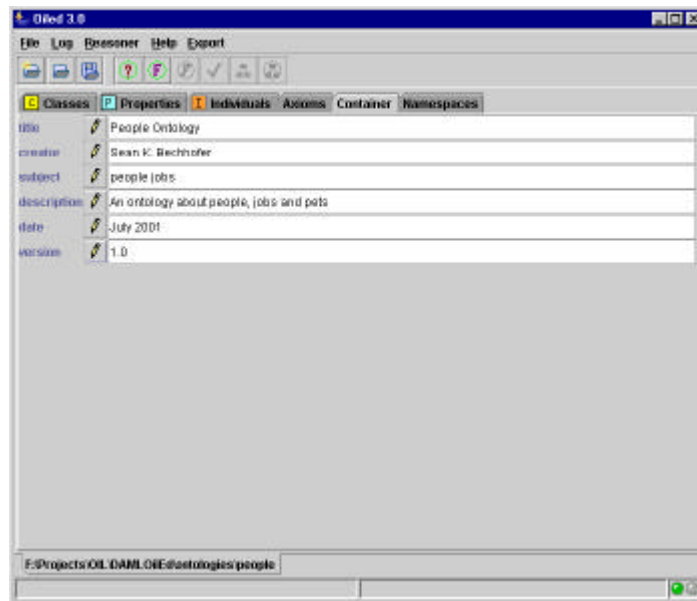 OilEd 3.0
File Log Reasoner Help Export
? F P
C Classes P Properties I Individuals Axioms Container Namespaces
title People Ontology
creator Sean K. Bechhofer
subject people jobs
description An ontology about people, jobs and pets
date July 2001
version 1.0
F:\Projects\OIL\DAMLOilEd\ontologies\people